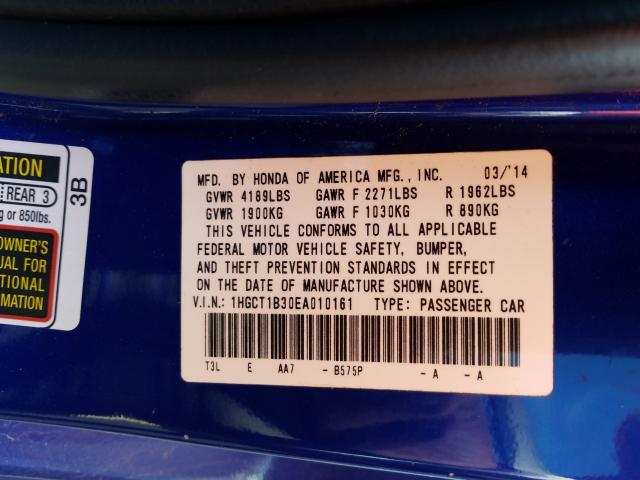 ATION
REAR 3
g or 850lbs.
3B
OWNER'S
UAL FOR
TIONAL
RMATION
MFD. BY HONDA OF AMERICA MFG., INC. 03/'14
GVWR 4189LBS GAWR F 2271LBS R 1962LBS
GVWR 1900KG GAWR F 1030KG R 890KG
THIS VEHICLE CONFORMS TO ALL APPLICABLE
FEDERAL MOTOR VEHICLE SAFETY, BUMPER,
AND THEFT PREVENTION STANDARDS IN EFFECT
ON THE DATE OF MANUFACTURE SHOWN ABOVE.
V.I.N.: 1HGCT1B30EA010161 TYPE: PASSENGER CAR
T3L E AA7 - B575P - A - A